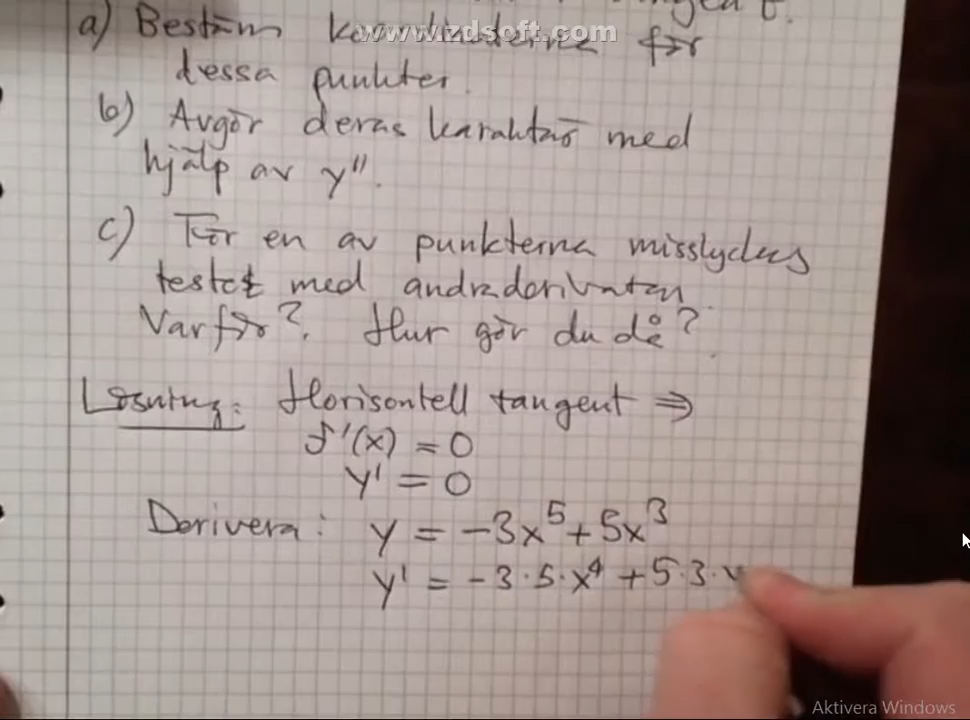 a) Bestäm koordinaterna för
www.zdsoft.com
dessa punkter.
b) Avgör deras karaktär med
hjälp av y''.
c) För en av punkterna misslyckas
testet med andraderivatan.
Varför? Hur gör du då?
Lösning: Horisontell tangent ⇒
f'(x) = 0
y' = 0
Derivera: y = -3x⁵ + 5x³
y' = -3·5·x⁴ + 5·3·
Aktivera Windows